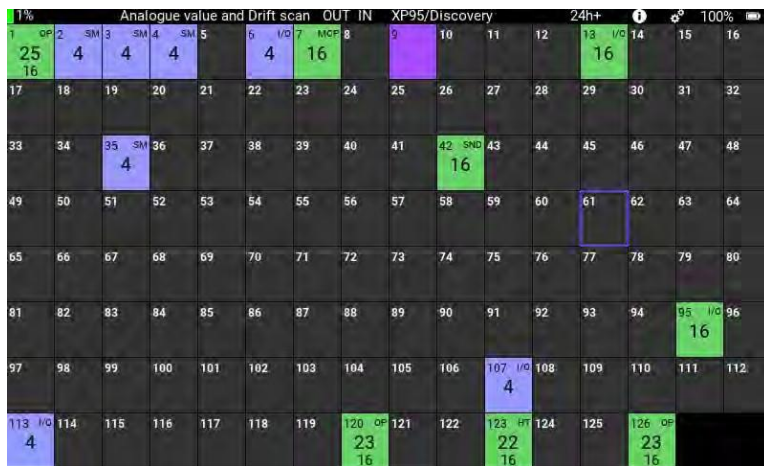 1% Analogue value and Drift scan OUT IN XP95/Discovery 24h+ i 100%
1 OP 2 SM 3 SM 4 SM 5 6 I/O 7 MCP 8 9 10 11 12 13 I/O 14 15 16
25 4 4 4 4 16 16
16
17 18 19 20 21 22 23 24 25 26 27 28 29 30 31 32
33 34 35 SM 36 37 38 39 40 41 42 SND 43 44 45 46 47 48
4 16
49 50 51 52 53 54 55 56 57 58 59 60 61 62 63 64
65 66 67 68 69 70 71 72 73 74 75 76 77 78 79 80
81 82 83 84 85 86 87 88 89 90 91 92 93 94 95 I/O 96
16
97 98 99 100 101 102 103 104 105 106 107 I/O 108 109 110 111 112
4
113 I/O 114 115 116 117 118 119 120 OP 121 122 123 HT 124 125 126 OP
4 23 22 23
16 16 16